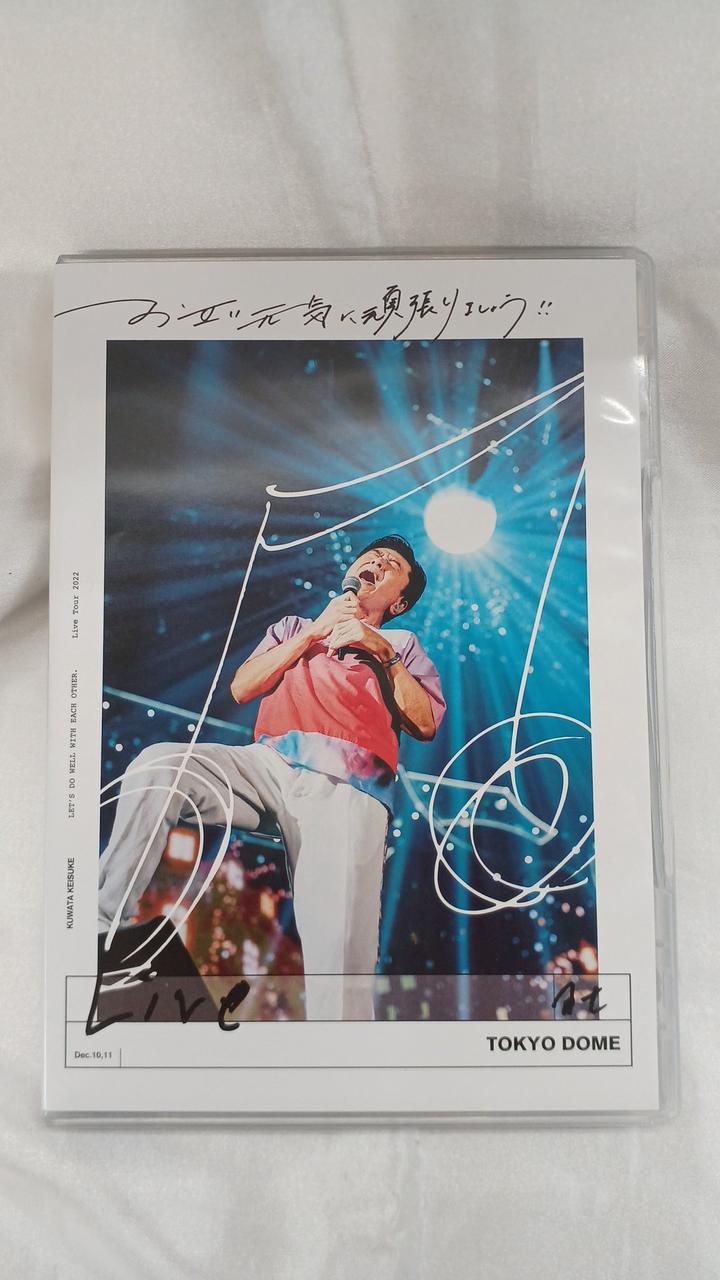 お互い元気に頑張りましょう!!
Live Tour 2022
LET'S DO WELL WITH EACH OTHER.
KUWATA KEISUKE
Live
at
TOKYO DOME
Dec.10,11